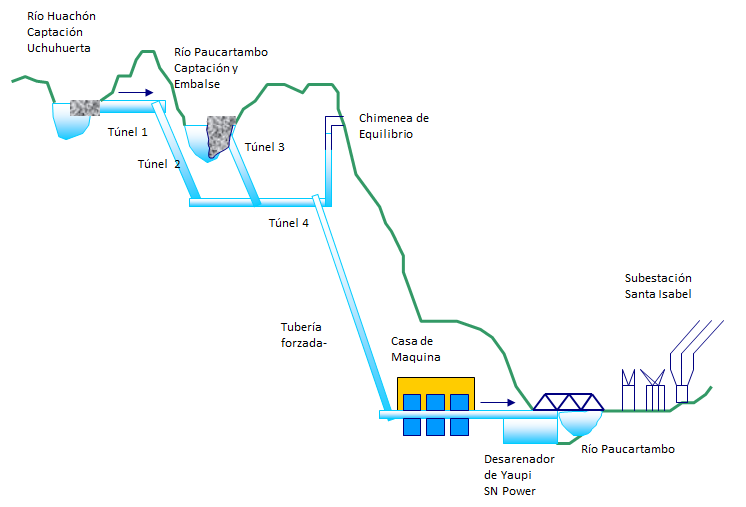 Río Huachón
Captación
Uchuhuerta
Río Paucartambo
Captación y
Embalse
Chimenea de
Equilibrio
Túnel 1
Túnel 3
Túnel 2
Túnel 4
Subestación
Santa Isabel
Tubería
forzada-
Casa de
Maquina
Río Paucartambo
Desarenador
de Yaupi
SN Power